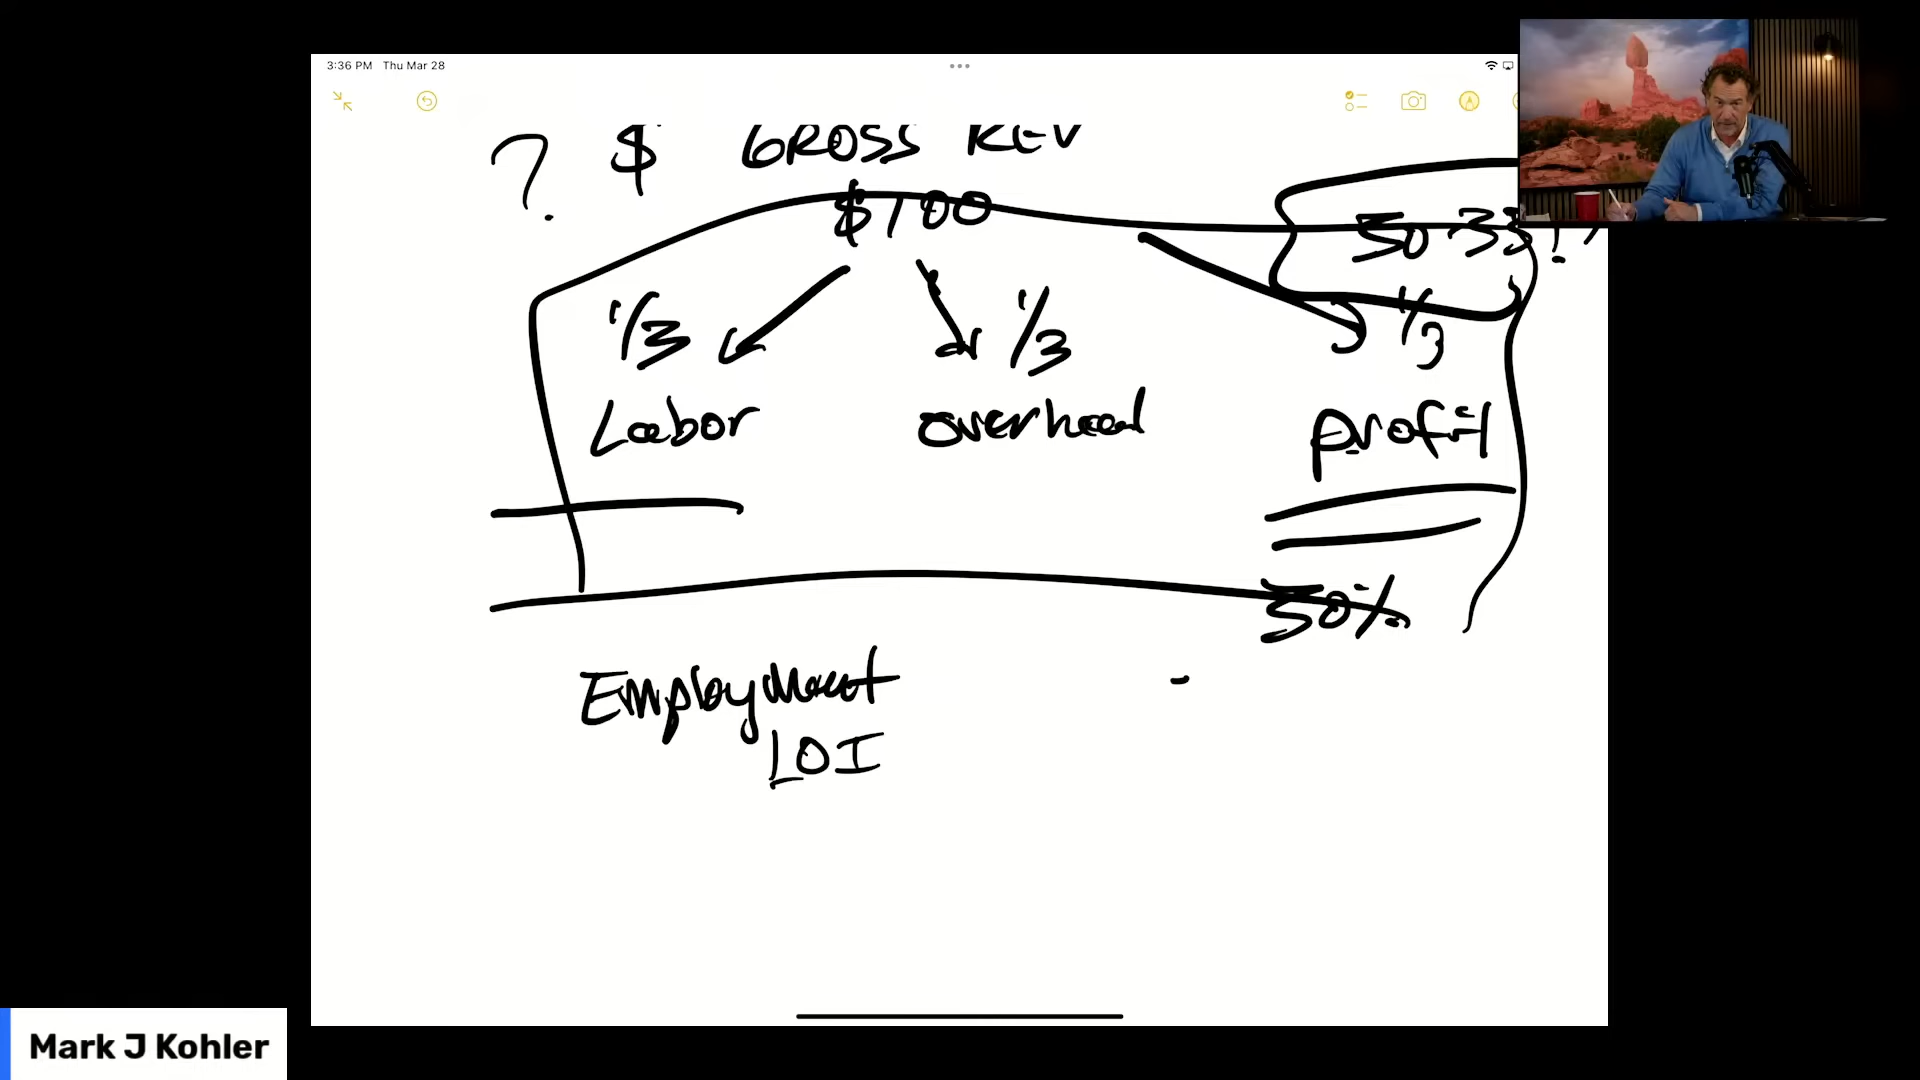 3:36 PM Thu Mar 28
? $ GROSS REV
$100
50 33
1/3 1/3 1/3
Labor overhead profit
50%
Employment
LOI
Mark J Kohler